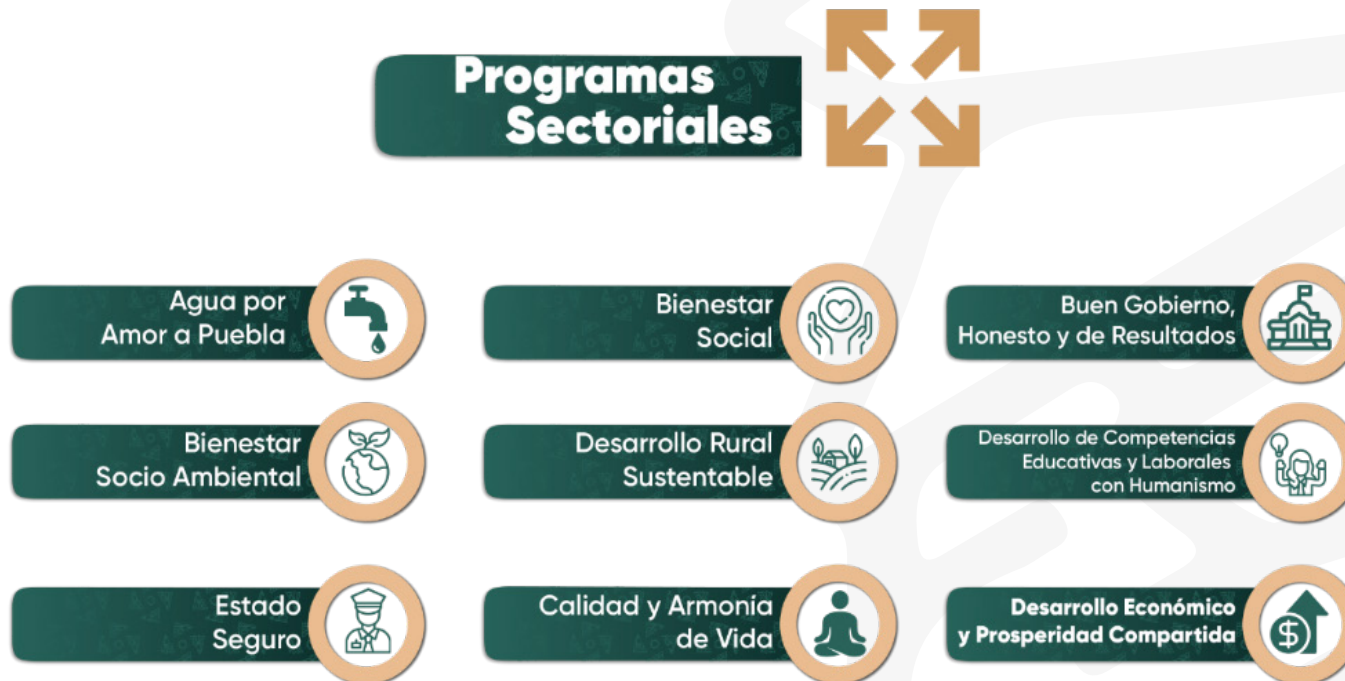 Programas
Sectoriales
Agua por
Amor a Puebla
Bienestar
Social
Buen Gobierno,
Honesto y de Resultados
Bienestar
Socio Ambiental
Desarrollo Rural
Sustentable
Desarrollo de Competencias
Educativas y Laborales
con Humanismo
Estado
Seguro
Calidad y Armonía
de Vida
Desarrollo Económico
y Prosperidad Compartida
$